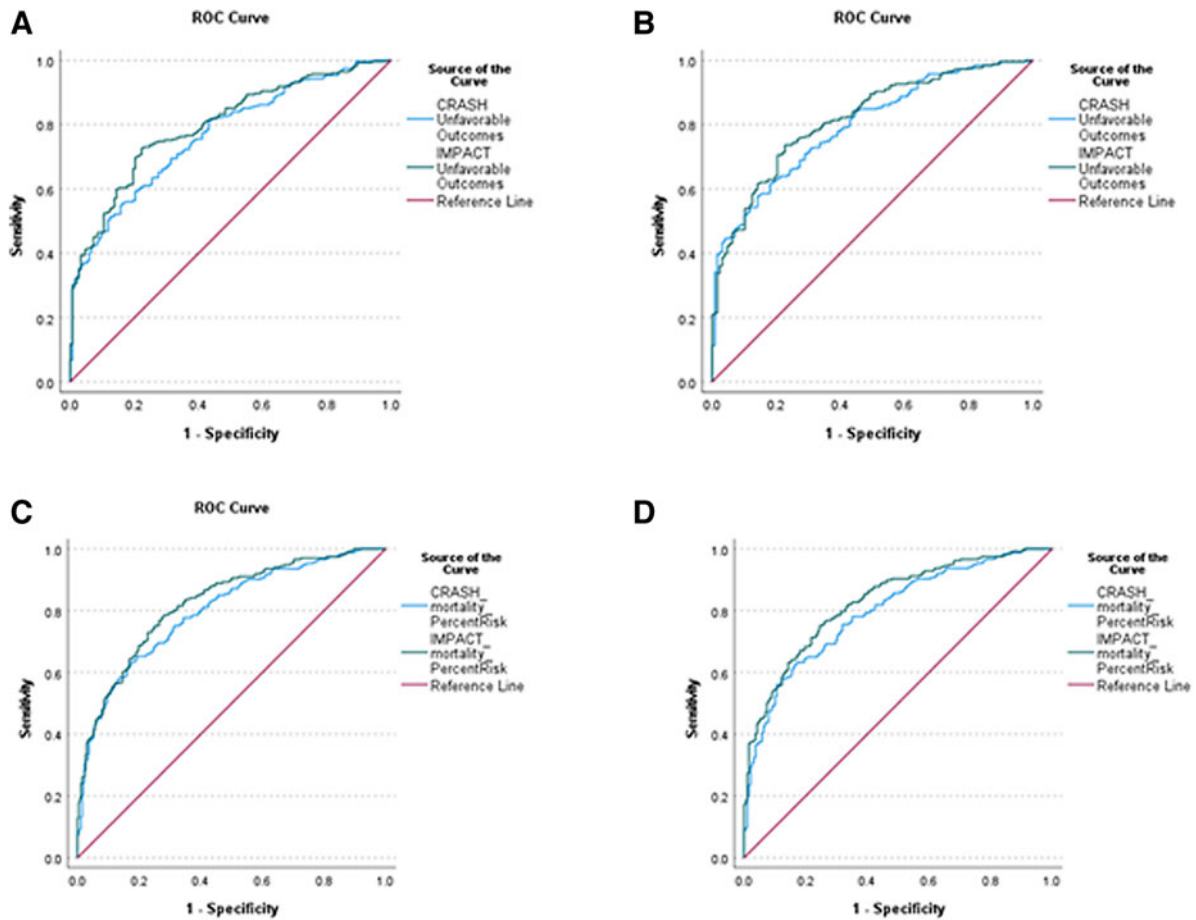 A
ROC Curve
1.0
0.8
0.6
0.4
0.2
0.0
0.0 0.2 0.4 0.6 0.8 1.0
Sensitivity
1 - Specificity
Source of the
Curve
CRASH
Unfavorable
Outcomes
IMPACT
Unfavorable
Outcomes
Reference Line
B
ROC Curve
1.0
0.8
0.6
0.4
0.2
0.0
0.0 0.2 0.4 0.6 0.8 1.0
Sensitivity
1 - Specificity
Source of the
Curve
CRASH
Unfavorable
Outcomes
IMPACT
Unfavorable
Outcomes
Reference Line
C
ROC Curve
1.0
0.8
0.6
0.4
0.2
0.0
0.0 0.2 0.4 0.6 0.8 1.0
Sensitivity
1 - Specificity
Source of the
Curve
CRASH_
mortality_
PercentRisk
IMPACT_
mortality_
PercentRisk
Reference Line
D
1.0
0.8
0.6
0.4
0.2
0.0
0.0 0.2 0.4 0.6 0.8 1.0
Sensitivity
1 - Specificity
Source of the
Curve
CRASH_
mortality_
PercentRisk
IMPACT_
mortality_
PercentRisk
Reference Line